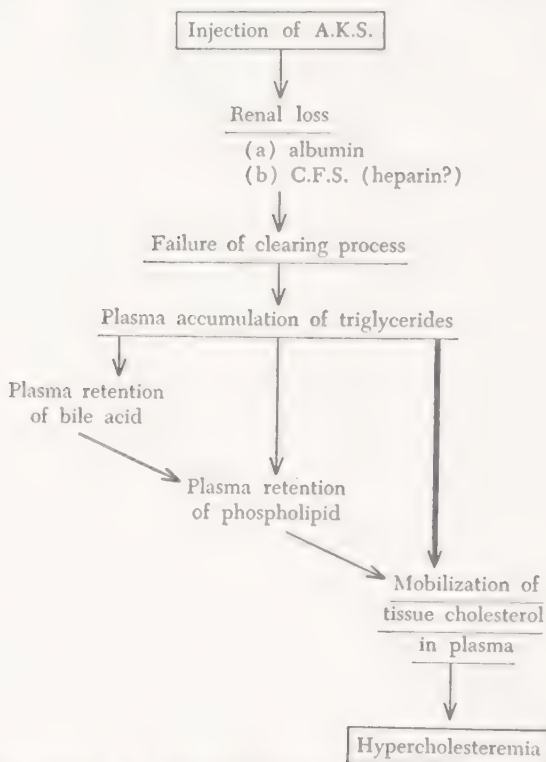 Injection of A.K.S.
Renal loss
(a) albumin
(b) C.F.S. (heparin?)
Failure of clearing process
Plasma accumulation of triglycerides
Plasma retention
of bile acid
Plasma retention
of phospholipid
Mobilization of
tissue cholesterol
in plasma
Hypercholesteremia